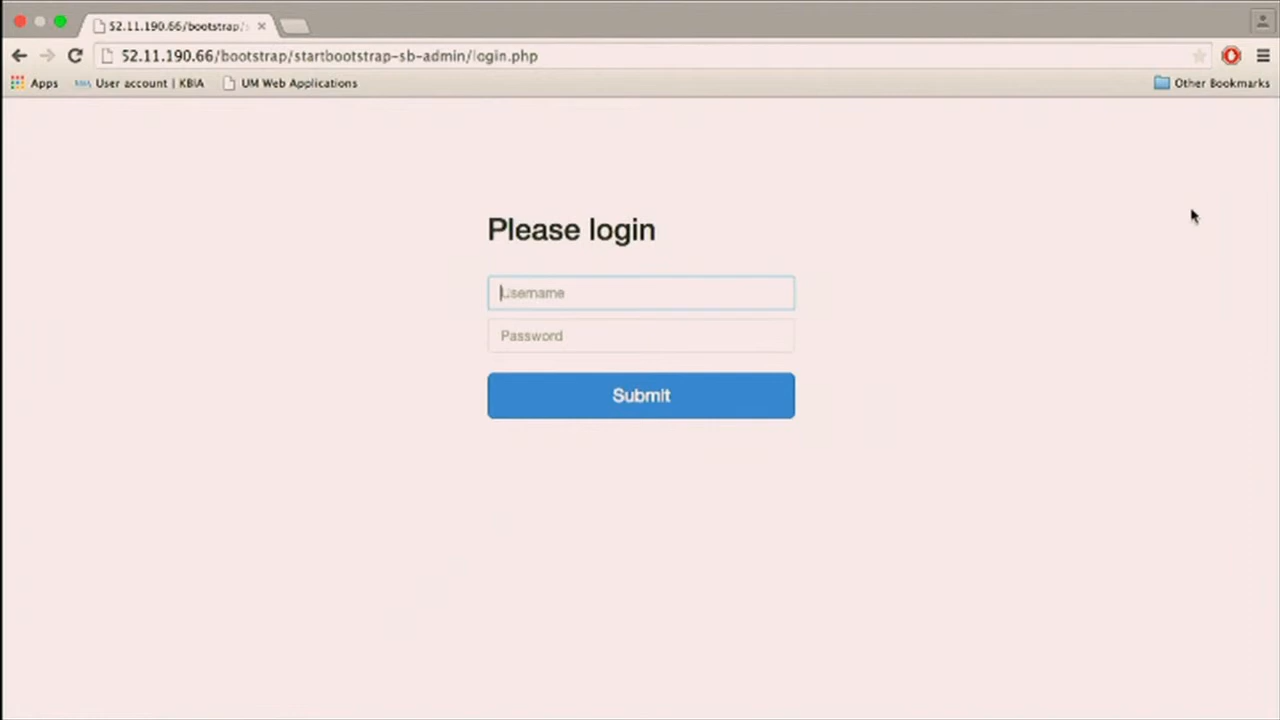 52.11.190.66/bootstrap/s
52.11.190.66/bootstrap/startbootstrap-sb-admin/login.php
Apps User account | KBIA UM Web Applications Other Bookmarks
Please login
Username
Password
Submit